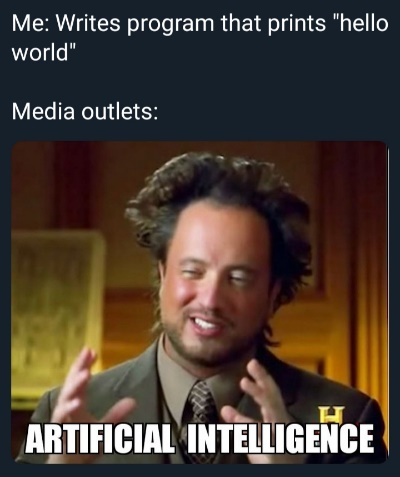 Me: Writes program that prints "hello
world"
Media outlets:
H
ARTIFICIAL INTELLIGENCE